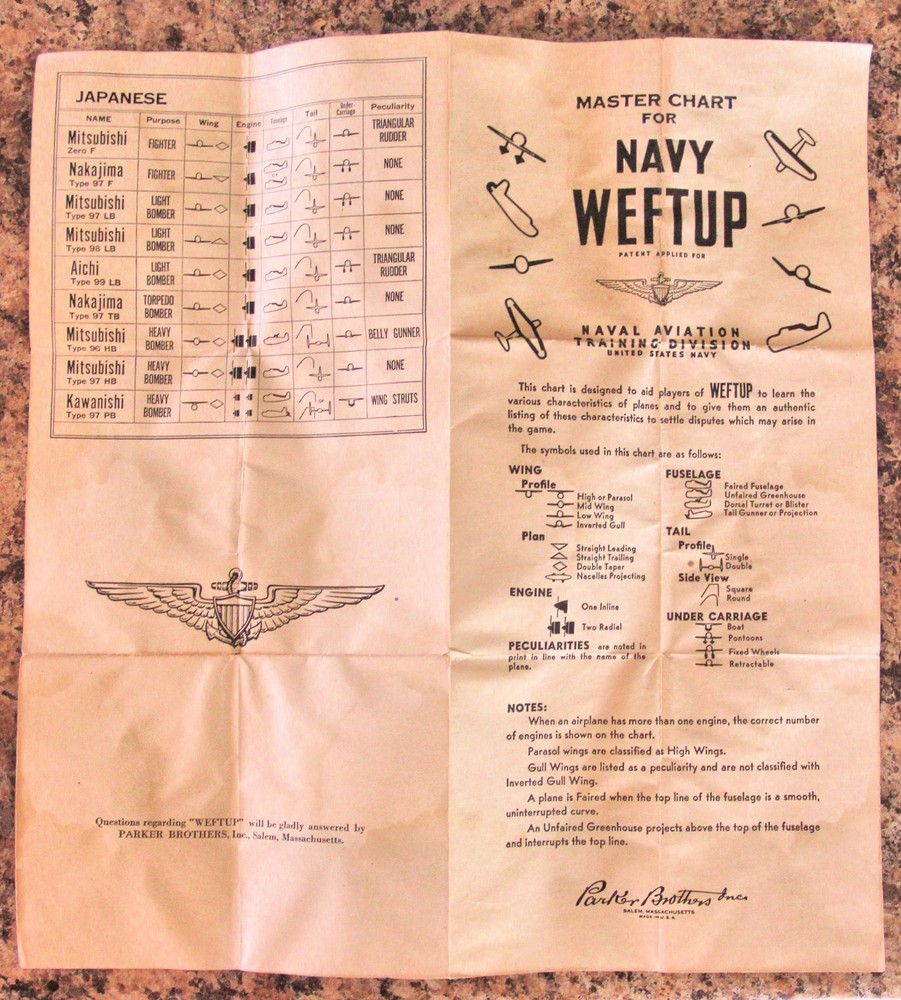 JAPANESE
NAME Purpose Wing Engine Fuselage Tail Under-Carriage Peculiarity
Mitsubishi Zero F FIGHTER TRIANGULAR RUDDER
Nakajima Type 97 F FIGHTER NONE
Mitsubishi Type 97 LB LIGHT BOMBER NONE
Mitsubishi Type 98 LB LIGHT BOMBER NONE
Aichi Type 99 LB LIGHT BOMBER TRIANGULAR RUDDER
Nakajima Type 97 TB TORPEDO BOMBER NONE
Mitsubishi Type 96 HB HEAVY BOMBER BELLY GUNNER
Mitsubishi Type 97 HB HEAVY BOMBER NONE
Kawanishi Type 97 PB HEAVY BOMBER WING STRUTS
Questions regarding "WEFTUP" will be gladly answered by
PARKER BROTHERS, Inc., Salem, Massachusetts.
MASTER CHART
FOR
NAVY
WEFTUP
PATENT APPLIED FOR
NAVAL AVIATION
TRAINING DIVISION
UNITED STATES NAVY
This chart is designed to aid players of WEFTUP to learn the
various characteristics of planes and to give them an authentic
listing of these characteristics to settle disputes which may arise in
the game.
The symbols used in this chart are as follows:
WING
Profile
High or Parasol
Mid Wing
Low Wing
Inverted Gull
Plan
Straight Leading
Straight Trailing
Double Taper
Nacelles Projecting
ENGINE
One Inline
Two Radial
PECULIARITIES are noted in
print in line with the name of the
plane.
FUSELAGE
Faired Fuselage
Unfaired Greenhouse
Dorsal Turret or Blister
Tail Gunner or Projection
TAIL
Profile
Single
Double
Side View
Square
Round
UNDER CARRIAGE
Boat
Pontoons
Fixed Wheels
Retractable
NOTES:
When an airplane has more than one engine, the correct number
of engines is shown on the chart.
Parasol wings are classified as High Wings.
Gull Wings are listed as a peculiarity and are not classified with
Inverted Gull Wing.
A plane is Faired when the top line of the fuselage is a smooth,
uninterrupted curve.
An Unfaired Greenhouse projects above the top of the fuselage
and interrupts the top line.
Parker Brothers Inc
SALEM, MASSACHUSETTS
MADE IN U.S.A.